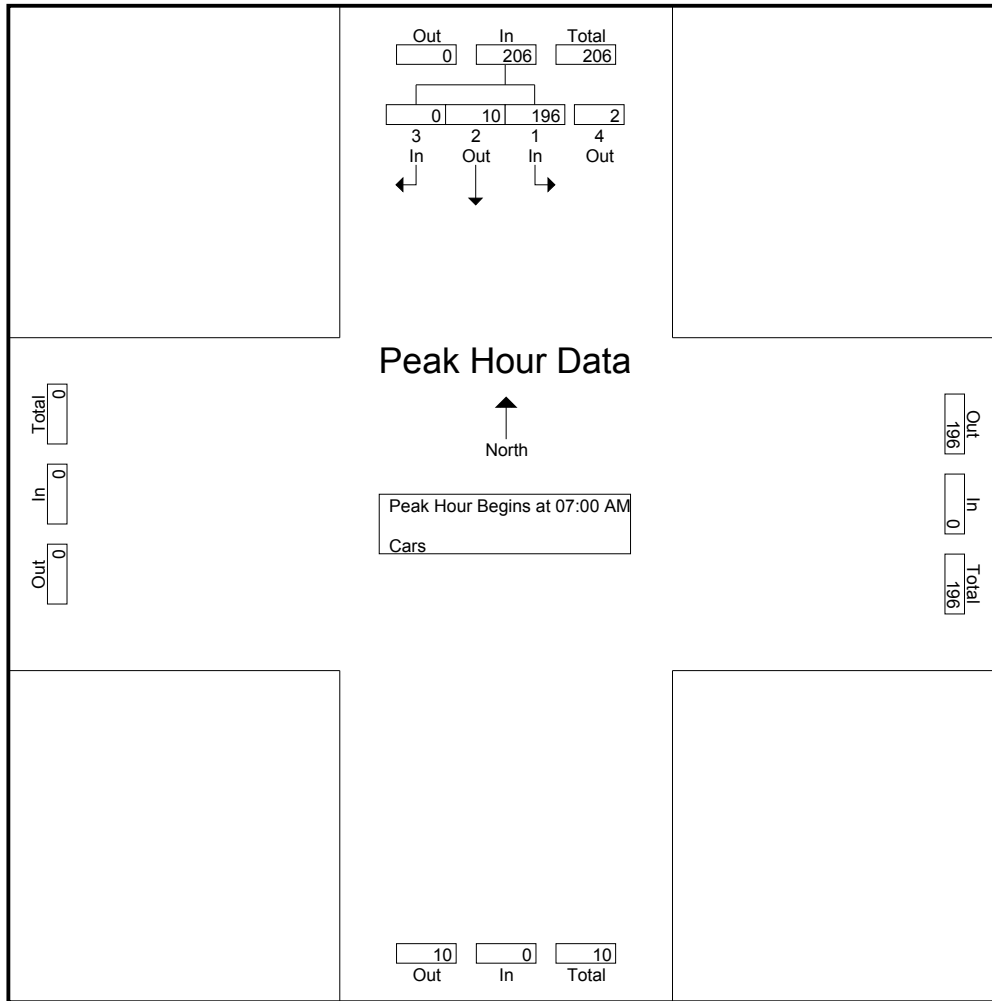 Out In Total
0 206 206
0 10 196 2
3 2 1 4
In Out In Out
Peak Hour Data
North
Peak Hour Begins at 07:00 AM
Cars
Total In Out
0 0 0
Out In Total
196 0 196
10 0 10
Out In Total